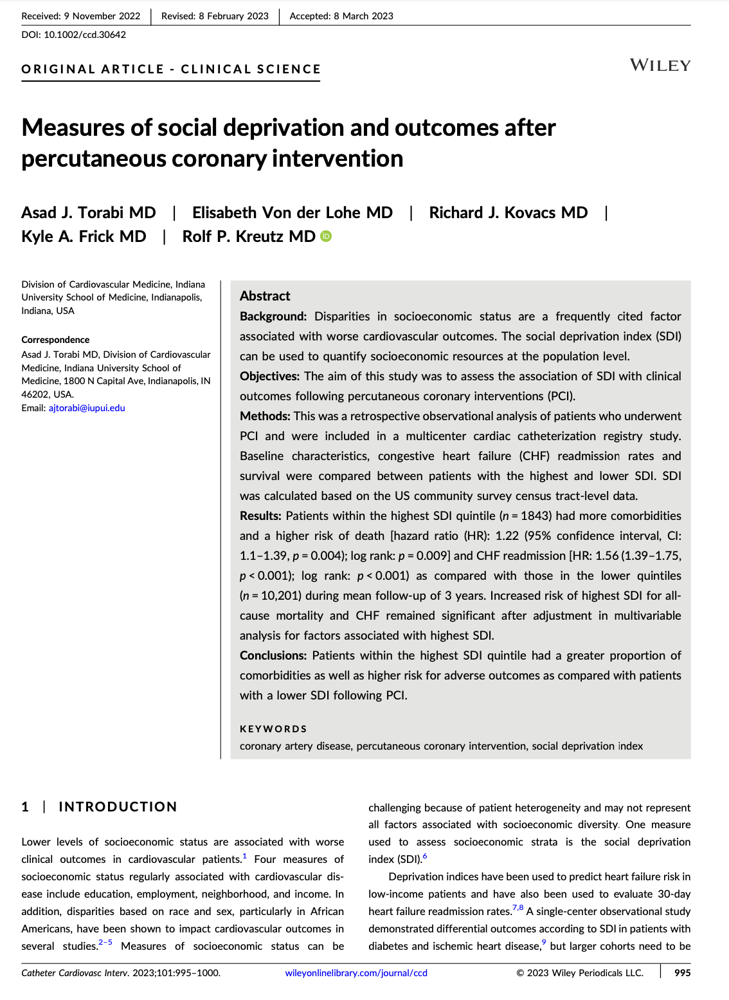 Received: 9 November 2022 | Revised: 8 February 2023 | Accepted: 8 March 2023
DOI: 10.1002/ccd.30642
ORIGINAL ARTICLE - CLINICAL SCIENCE
WILEY
Measures of social deprivation and outcomes after
percutaneous coronary intervention
Asad J. Torabi MD | Elisabeth Von der Lohe MD | Richard J. Kovacs MD |
Kyle A. Frick MD | Rolf P. Kreutz MD iD
Division of Cardiovascular Medicine, Indiana
University School of Medicine, Indianapolis,
Indiana, USA
Correspondence
Asad J. Torabi MD, Division of Cardiovascular
Medicine, Indiana University School of
Medicine, 1800 N Capital Ave, Indianapolis, IN
46202, USA.
Email: ajtorabi@iupui.edu
Abstract
Background: Disparities in socioeconomic status are a frequently cited factor
associated with worse cardiovascular outcomes. The social deprivation index (SDI)
can be used to quantify socioeconomic resources at the population level.
Objectives: The aim of this study was to assess the association of SDI with clinical
outcomes following percutaneous coronary interventions (PCI).
Methods: This was a retrospective observational analysis of patients who underwent
PCI and were included in a multicenter cardiac catheterization registry study.
Baseline characteristics, congestive heart failure (CHF) readmission rates and
survival were compared between patients with the highest and lower SDI. SDI
was calculated based on the US community survey census tract-level data.
Results: Patients within the highest SDI quintile (n = 1843) had more comorbidities
and a higher risk of death [hazard ratio (HR): 1.22 (95% confidence interval, CI:
1.1–1.39, p = 0.004); log rank: p = 0.009] and CHF readmission [HR: 1.56 (1.39–1.75,
p < 0.001); log rank: p < 0.001) as compared with those in the lower quintiles
(n = 10,201) during mean follow-up of 3 years. Increased risk of highest SDI for all-
cause mortality and CHF remained significant after adjustment in multivariable
analysis for factors associated with highest SDI.
Conclusions: Patients within the highest SDI quintile had a greater proportion of
comorbidities as well as higher risk for adverse outcomes as compared with patients
with a lower SDI following PCI.
KEYWORDS
coronary artery disease, percutaneous coronary intervention, social deprivation index
1 | INTRODUCTION
Lower levels of socioeconomic status are associated with worse
clinical outcomes in cardiovascular patients.1 Four measures of
socioeconomic status regularly associated with cardiovascular dis-
ease include education, employment, neighborhood, and income. In
addition, disparities based on race and sex, particularly in African
Americans, have been shown to impact cardiovascular outcomes in
several studies.2–5 Measures of socioeconomic status can be
challenging because of patient heterogeneity and may not represent
all factors associated with socioeconomic diversity. One measure
used to assess socioeconomic strata is the social deprivation
index (SDI).6
Deprivation indices have been used to predict heart failure risk in
low-income patients and have also been used to evaluate 30-day
heart failure readmission rates.7,8 A single-center observational study
demonstrated differential outcomes according to SDI in patients with
diabetes and ischemic heart disease,9 but larger cohorts need to be
Catheter Cardiovasc Interv. 2023;101:995–1000. wileyonlinelibrary.com/journal/ccd © 2023 Wiley Periodicals LLC. | 995